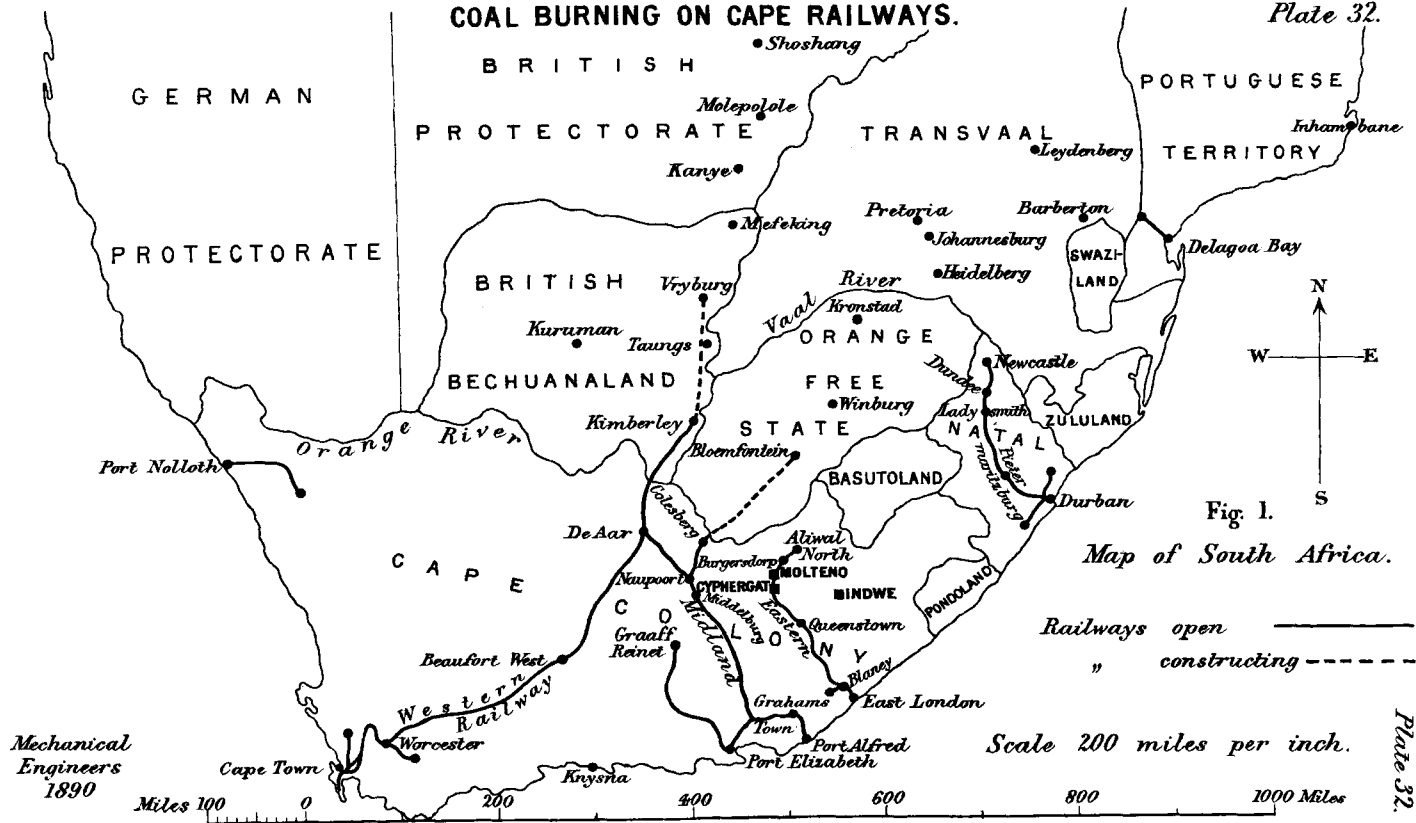 COAL BURNING ON CAPE RAILWAYS.
Plate 32.
Shoshang
BRITISH
GERMAN
PORTUGUESE
Molepolole
PROTECTORATE
TRANSVAAL
Inhambane
Leydenberg
TERRITORY
Kanye
Pretoria
Barberton
Mefeking
Johannesburg
Delagoa Bay
PROTECTORATE
SWAZI-
LAND
Heidelberg
BRITISH
Vryburg
Vaal River
N
Kronstad
Kuruman
Taungs
ORANGE
W
E
Newcastle
BECHUANALAND
FREE
Dundee
Winburg
Ladysmith
ZULULAND
Kimberley
STATE
NATAL
Orange River
Bloemfontein
Pieter
maritzburg
Port Nolloth
BASUTOLAND
S
Durban
Colesberg
Fig. 1.
De Aar
Aliwal
North
Map of South Africa.
Burgersdorp
CAPE
MOLTENO
Naupoort
CYPHERGAT
INDWE
PONDOLAND
Middelburg
COLONY
Midland
Eastern
Queenstown
Railways open
Graaff
Reinet
Beaufort West
" constructing
Blaney
Western
Railway
Grahams
Town
East London
Worcester
Port Alfred
Scale 200 miles per inch.
Mechanical
Engineers
1890
Cape Town
Port Elizabeth
Knysna
Plate 32.
Miles 100 0 200 400 600 800 1000 Miles